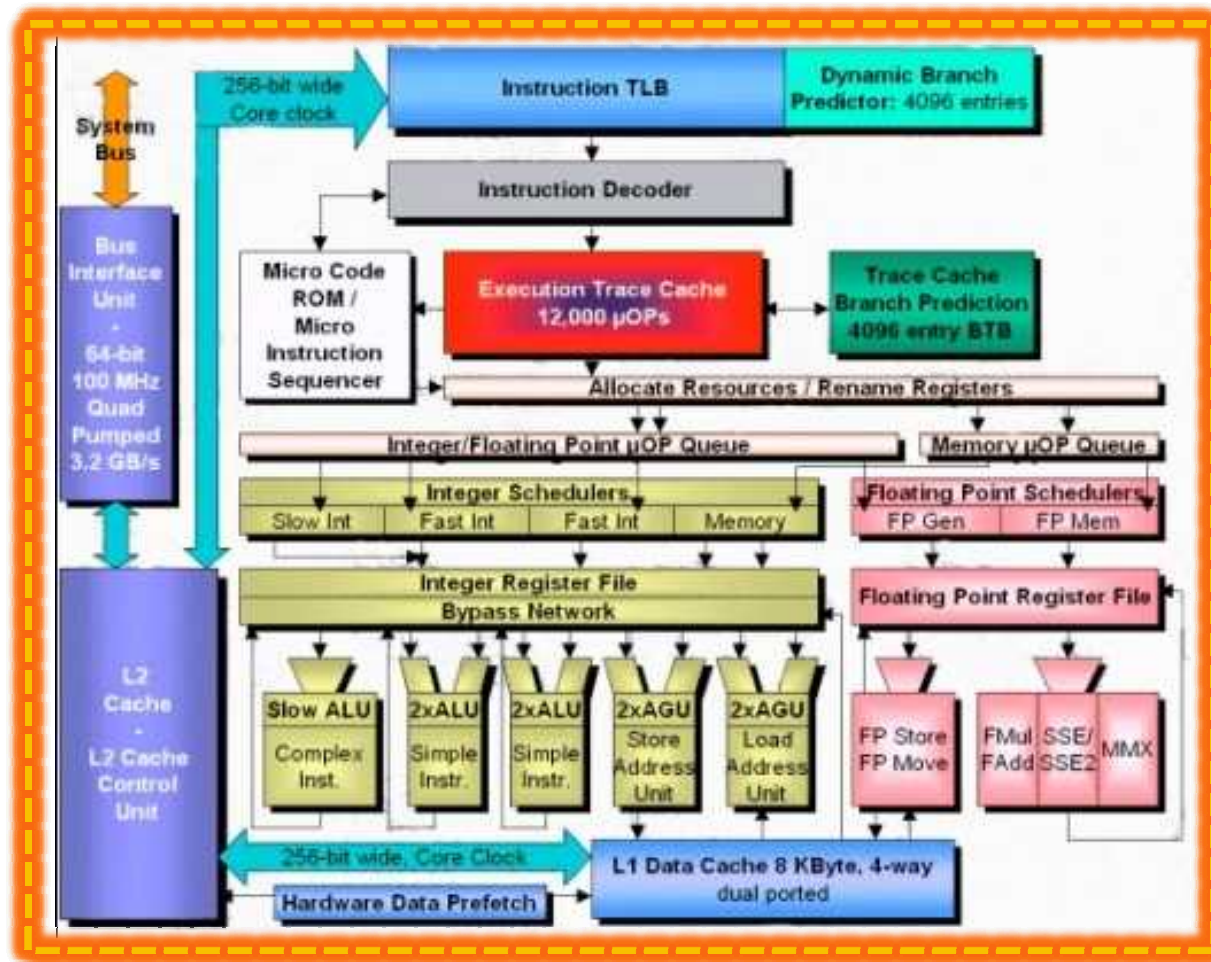 256-bit wide
Core clock
Instruction TLB
Dynamic Branch
Predictor: 4096 entries
System
Bus
Instruction Decoder
Bus
Interface
Unit
-
64-bit
100 MHz
Quad
Pumped
3.2 GB/s
Micro Code
ROM /
Micro
Instruction
Sequencer
Execution Trace Cache
12,000 µOPs
Trace Cache
Branch Prediction
4096 entry BTB
Allocate Resources / Rename Registers
Integer/Floating Point µOP Queue
Memory µOP Queue
Integer Schedulers
Slow Int
Fast Int
Fast Int
Memory
Floating Point Schedulers
FP Gen
FP Mem
Integer Register File
Bypass Network
Floating Point Register File
L2
Cache
-
L2 Cache
Control
Unit
Slow ALU
Complex
Inst.
2xALU
Simple
Instr.
2xALU
Simple
Instr.
2xAGU
Store
Address
Unit
2xAGU
Load
Address
Unit
FP Store
FP Move
FMul
FAdd
SSE/
SSE2
MMX
256-bit wide, Core Clock
Hardware Data Prefetch
L1 Data Cache 8 KByte, 4-way
dual ported